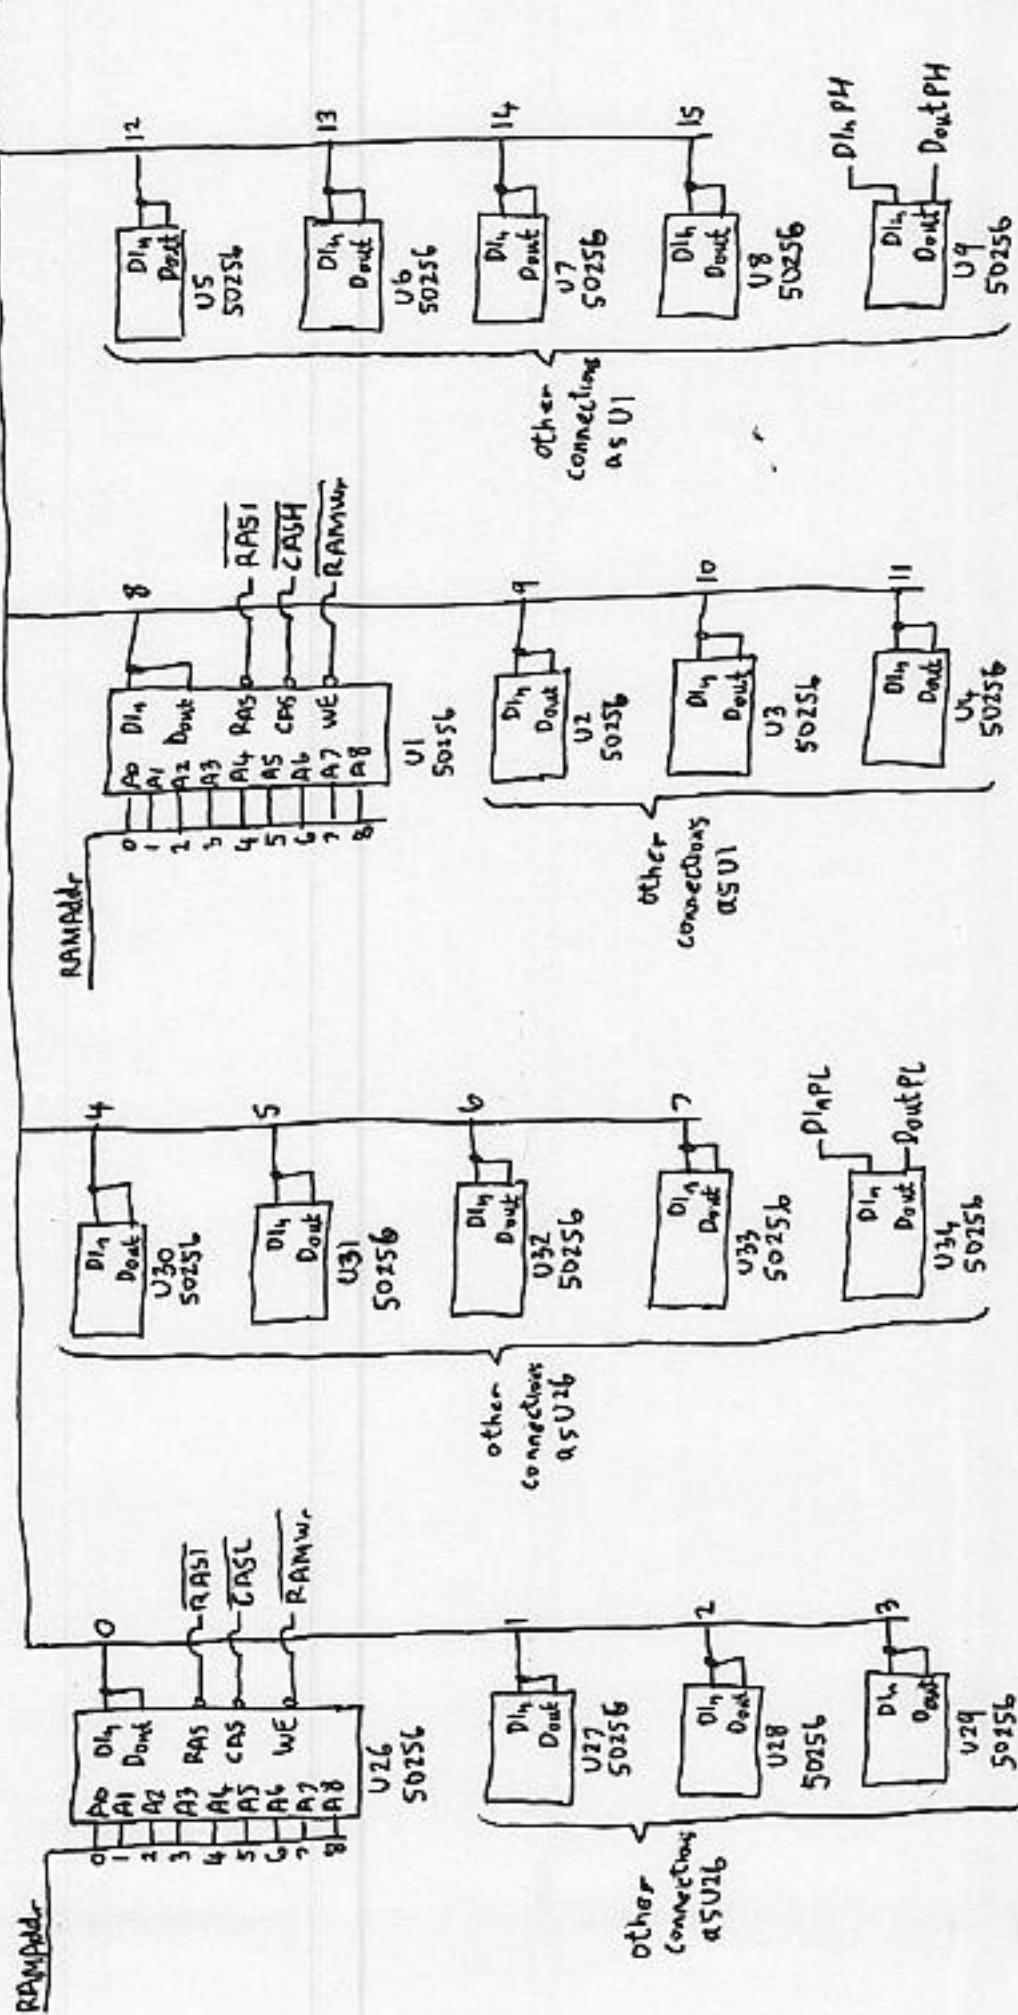 RAMAddr
0 A0 DIn 0
1 A1 Dout
2 A2
3 A3 RAS RAS1
4 A4 CAS CASL
5 A5
6 A6 WE RAMWr
7 A7
8 A8
U26
50256
DIn 1
Dout
U27
50256
DIn 2
Dout
U28
50256
DIn 3
Dout
U29
50256
other
connections
as U26
DIn 4
Dout
U30
50256
DIn 5
Dout
U31
50256
DIn 6
Dout
U32
50256
DIn 7
Dout
U33
50256
DInPL
DIn
Dout DoutPL
U34
50256
other
connections
as U26
RAMAddr
0 A0 DIn 8
1 A1
2 A2 Dout
3 A3
4 A4 RAS RAS1
5 A5 CAS CASH
6 A6
7 A7 WE RAMWr
8 A8
U1
50256
DIn 9
Dout
U2
50256
DIn 10
Dout
U3
50256
DIn 11
Dout
U4
50256
other
connections
as U1
DIn 12
Dout
U5
50256
DIn 13
Dout
U6
50256
DIn 14
Dout
U7
50256
DIn 15
Dout
U8
50256
DInPH
DIn
Dout DoutPH
U9
50256
other
connections
as U1